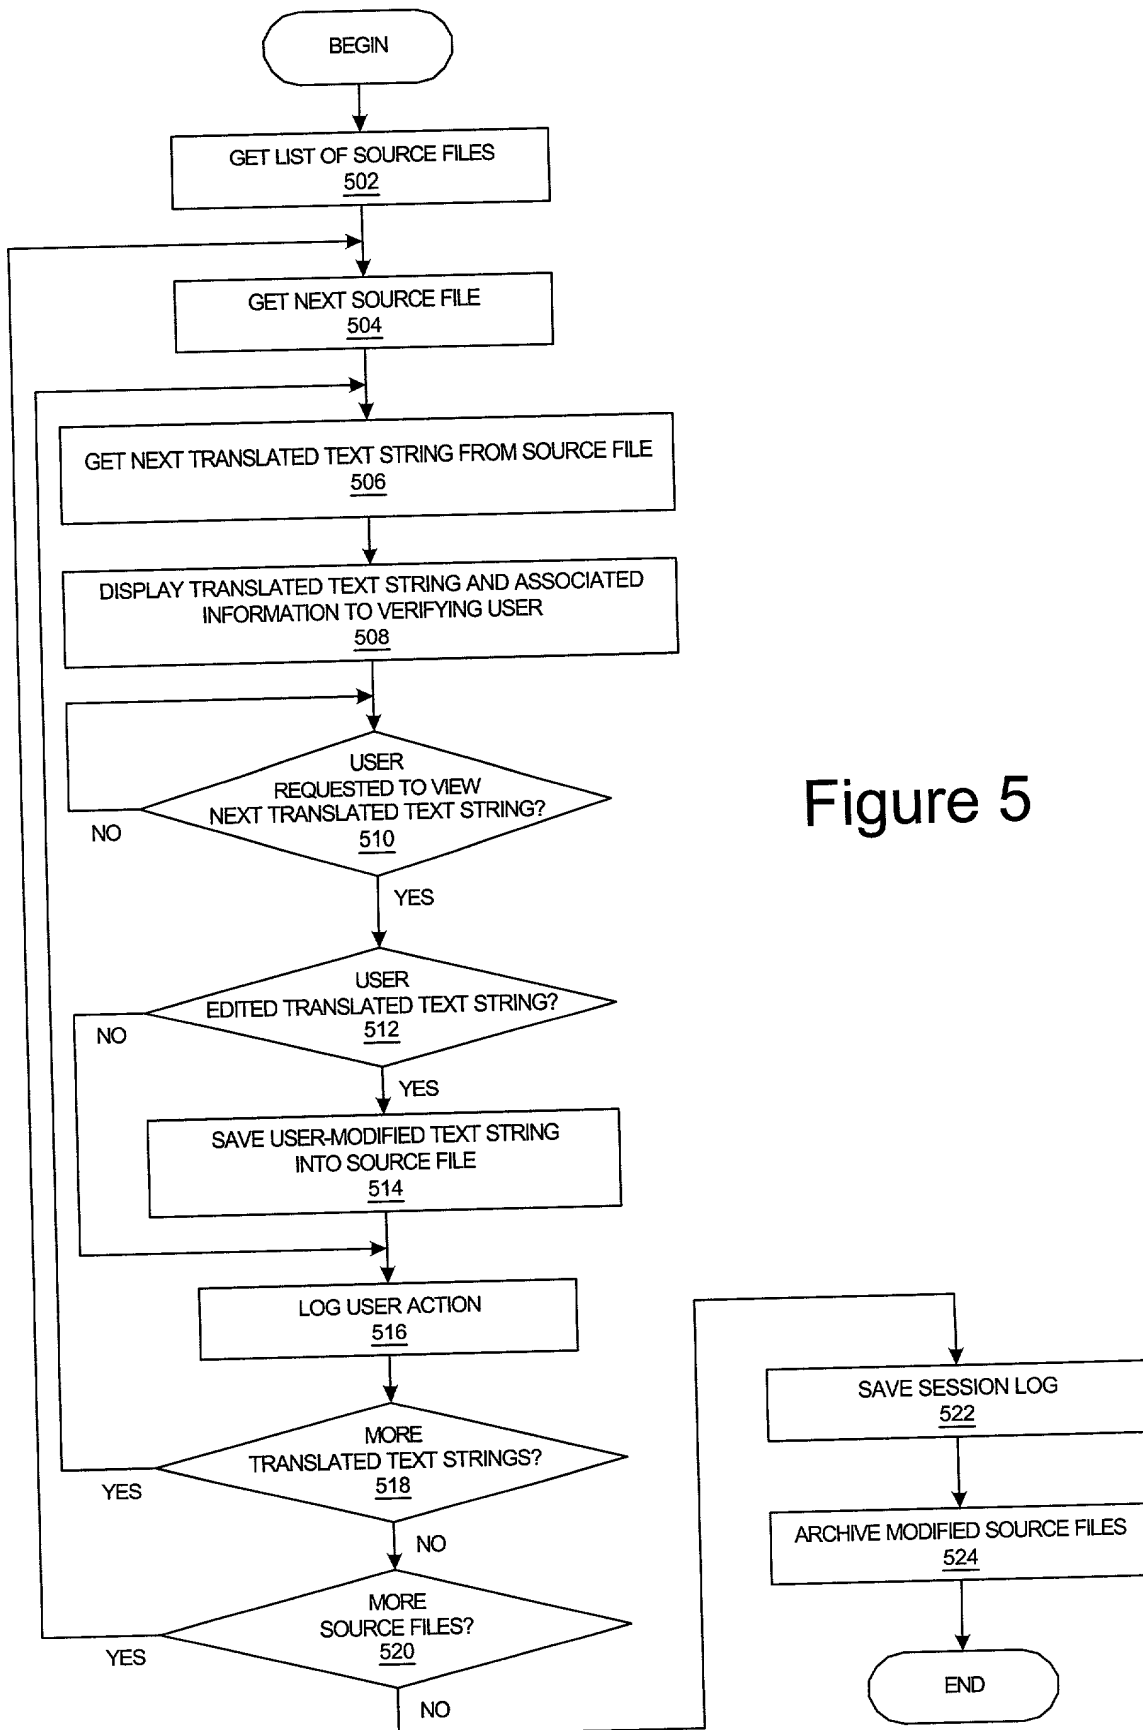 BEGIN
GET LIST OF SOURCE FILES
502
GET NEXT SOURCE FILE
504
GET NEXT TRANSLATED TEXT STRING FROM SOURCE FILE
506
DISPLAY TRANSLATED TEXT STRING AND ASSOCIATED
INFORMATION TO VERIFYING USER
508
USER
REQUESTED TO VIEW
NEXT TRANSLATED TEXT STRING?
510
NO
YES
USER
EDITED TRANSLATED TEXT STRING?
512
NO
YES
SAVE USER-MODIFIED TEXT STRING
INTO SOURCE FILE
514
LOG USER ACTION
516
MORE
TRANSLATED TEXT STRINGS?
518
YES
NO
MORE
SOURCE FILES?
520
YES
NO
SAVE SESSION LOG
522
ARCHIVE MODIFIED SOURCE FILES
524
END
Figure 5